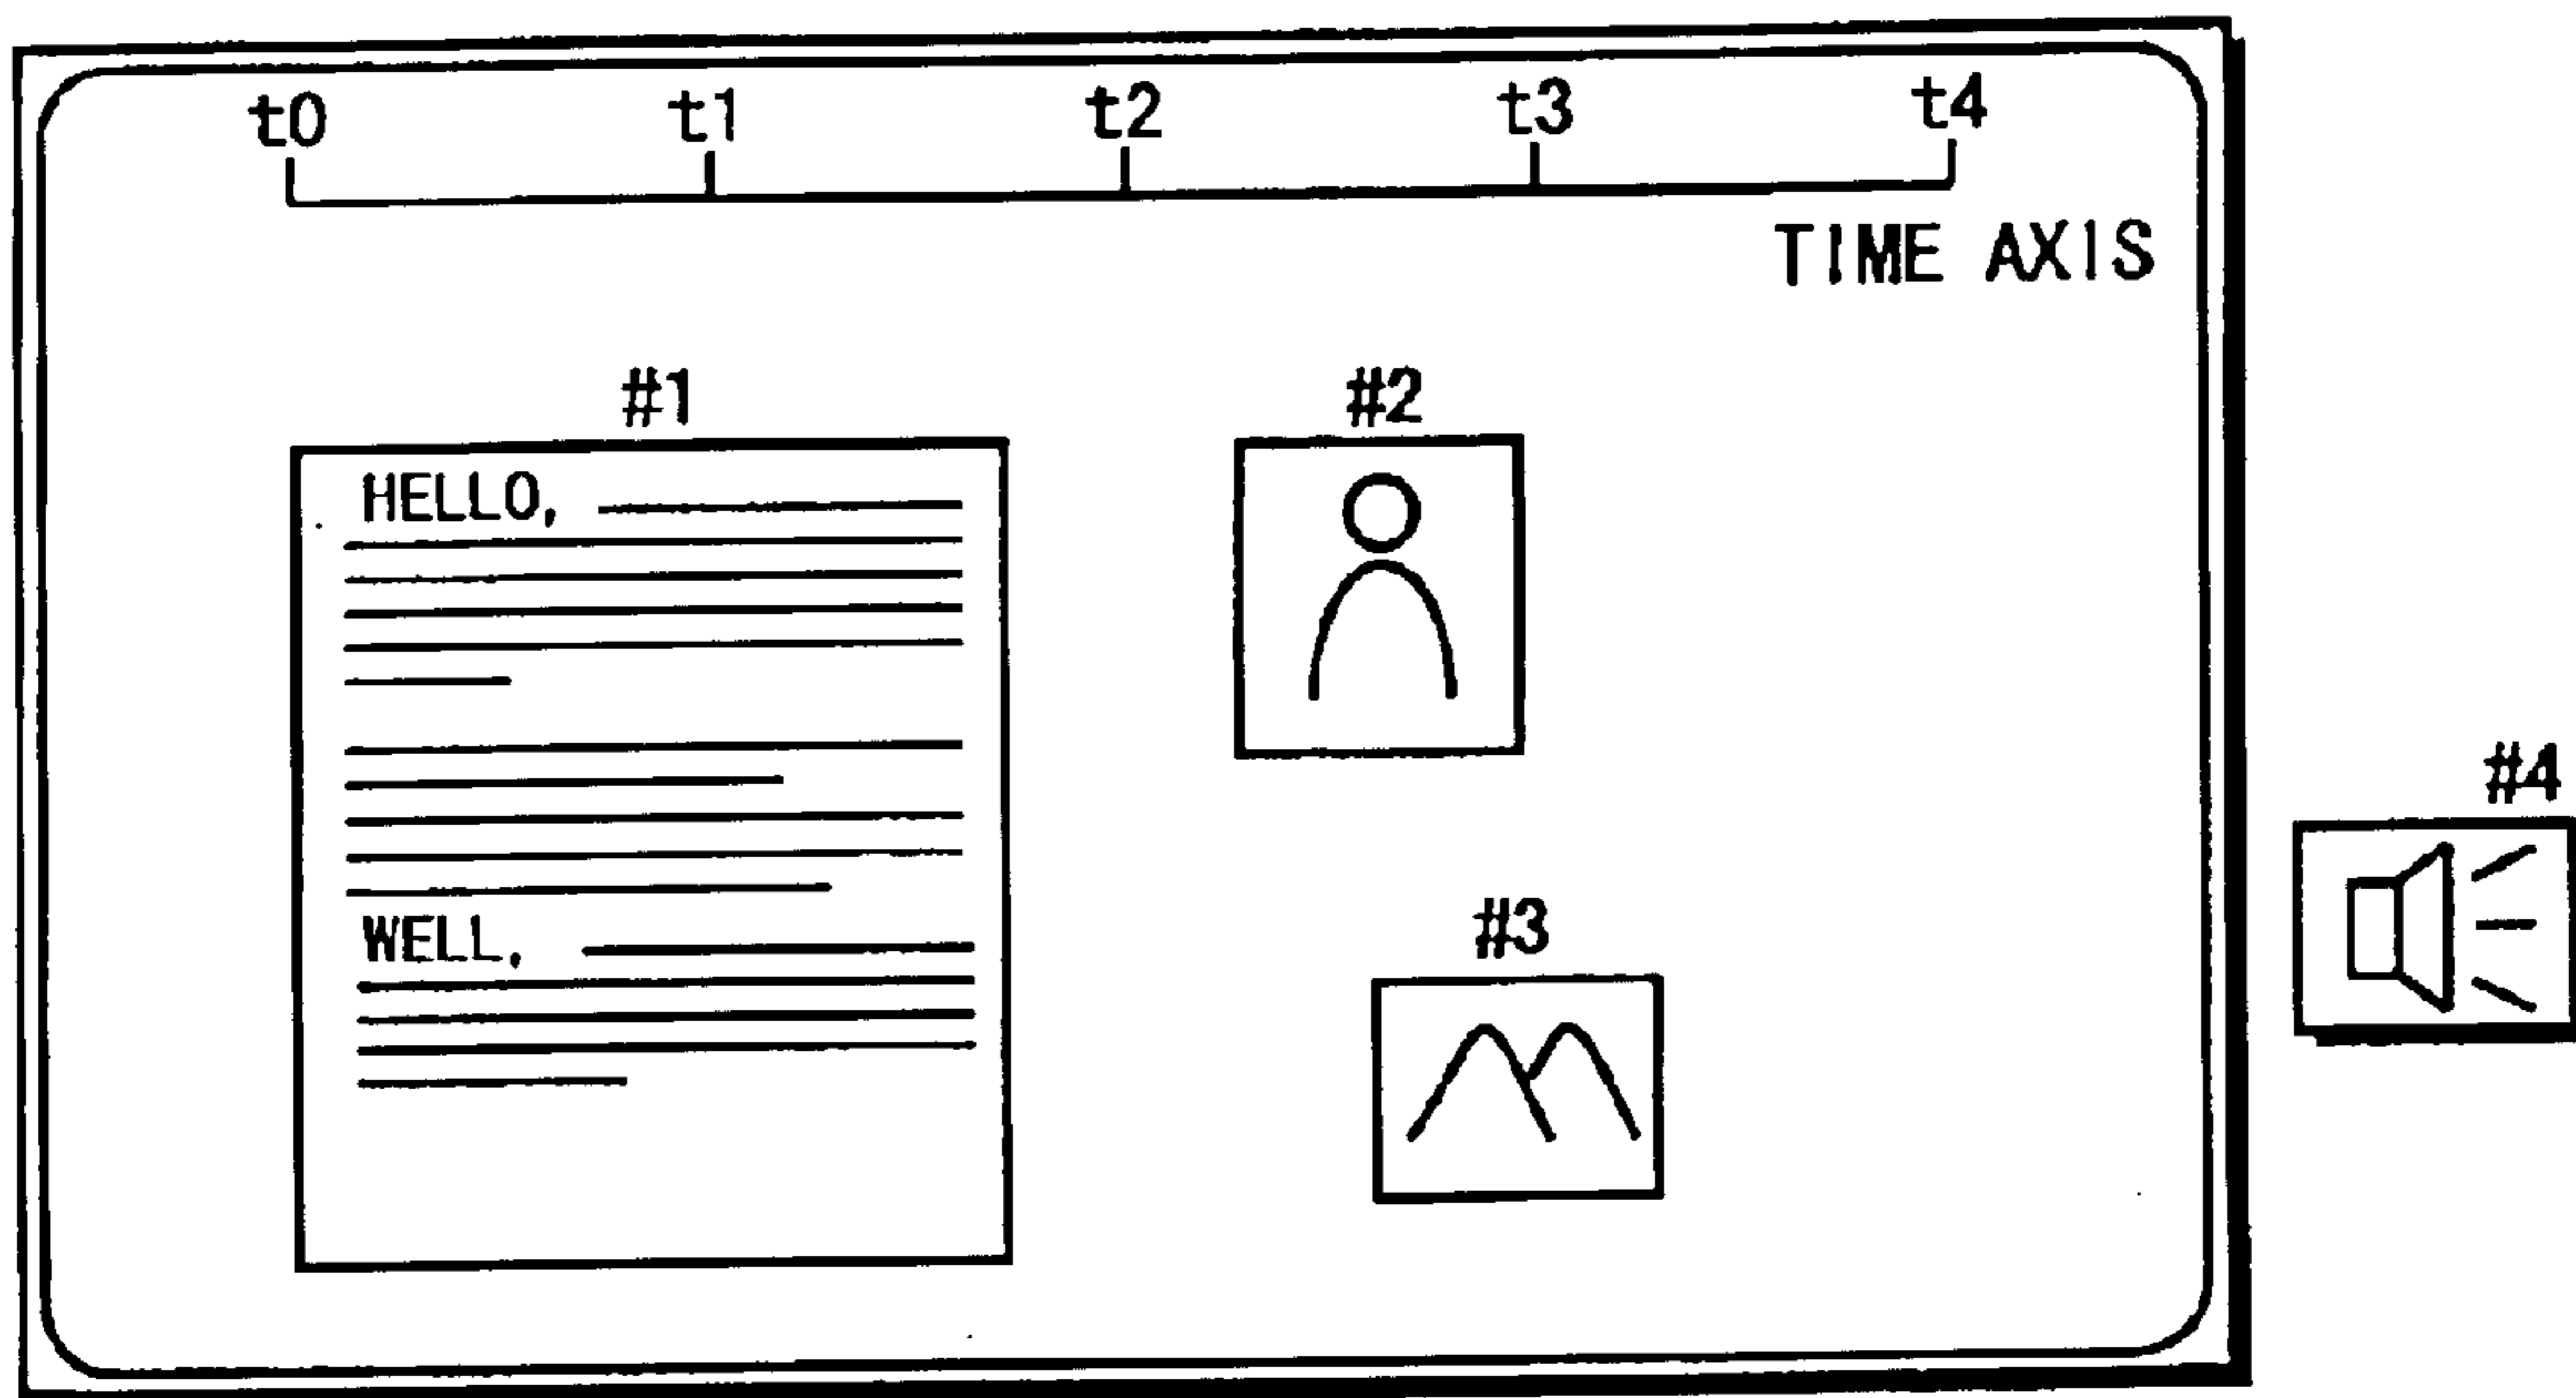 t0 t1 t2 t3 t4
TIME AXIS
#1 #2
HELLO,
WELL,
#3
#4